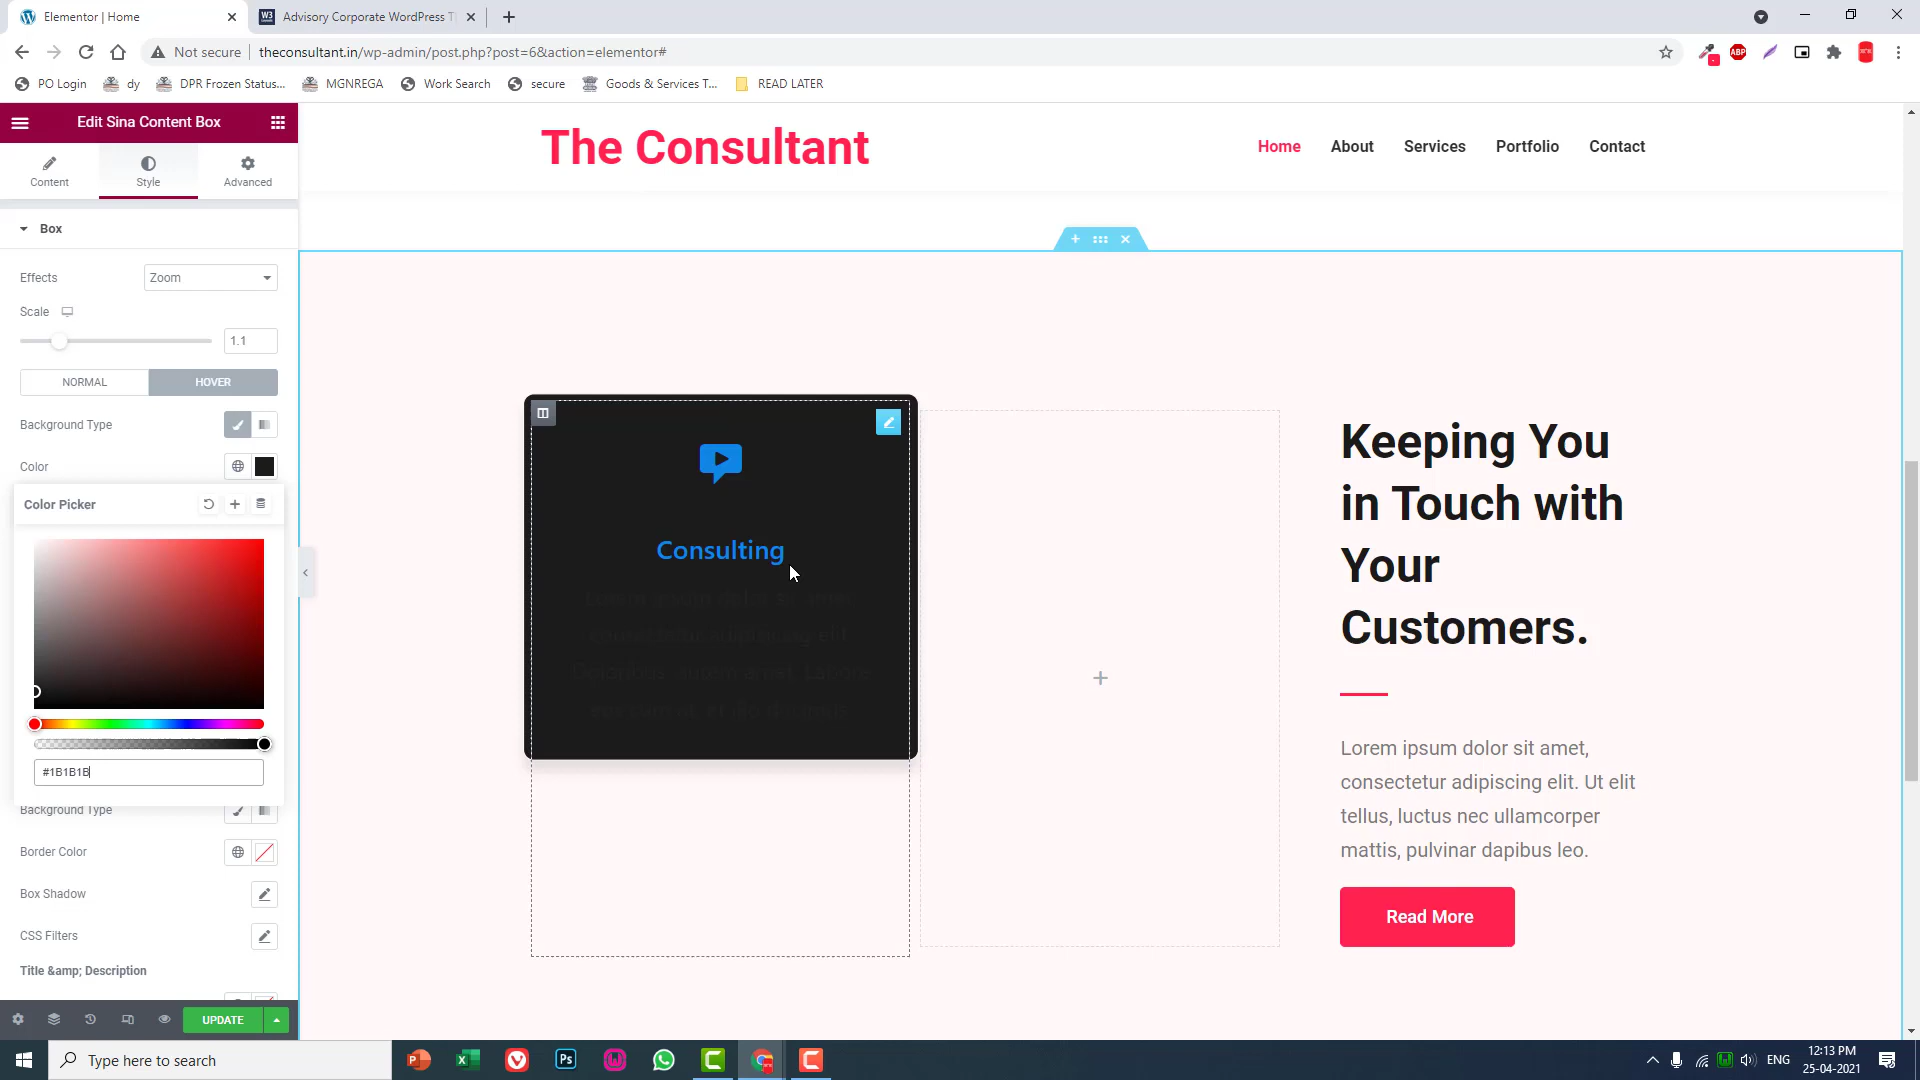 Elementor | Home
Advisory Corporate WordPress T
Not secure
theconsultant.in/wp-admin/post.php?post=6&action=elementor#
PO Login
dy
DPR Frozen Status...
MGNREGA
Work Search
secure
Goods & Services T...
READ LATER
Edit Sina Content Box
Content
Style
Advanced
Box
Effects
Zoom
Scale
1.1
NORMAL
HOVER
Background Type
Color
Color Picker
#1B1B1B
Background Type
Border Color
Box Shadow
CSS Filters
Title &amp; Description
UPDATE
The Consultant
Home
About
Services
Portfolio
Contact
Consulting
Keeping You
in Touch with
Your
Customers.
Lorem ipsum dolor sit amet,
consectetur adipiscing elit. Ut elit
tellus, luctus nec ullamcorper
mattis, pulvinar dapibus leo.
Read More
Type here to search
ENG
12:13 PM
25-04-2021